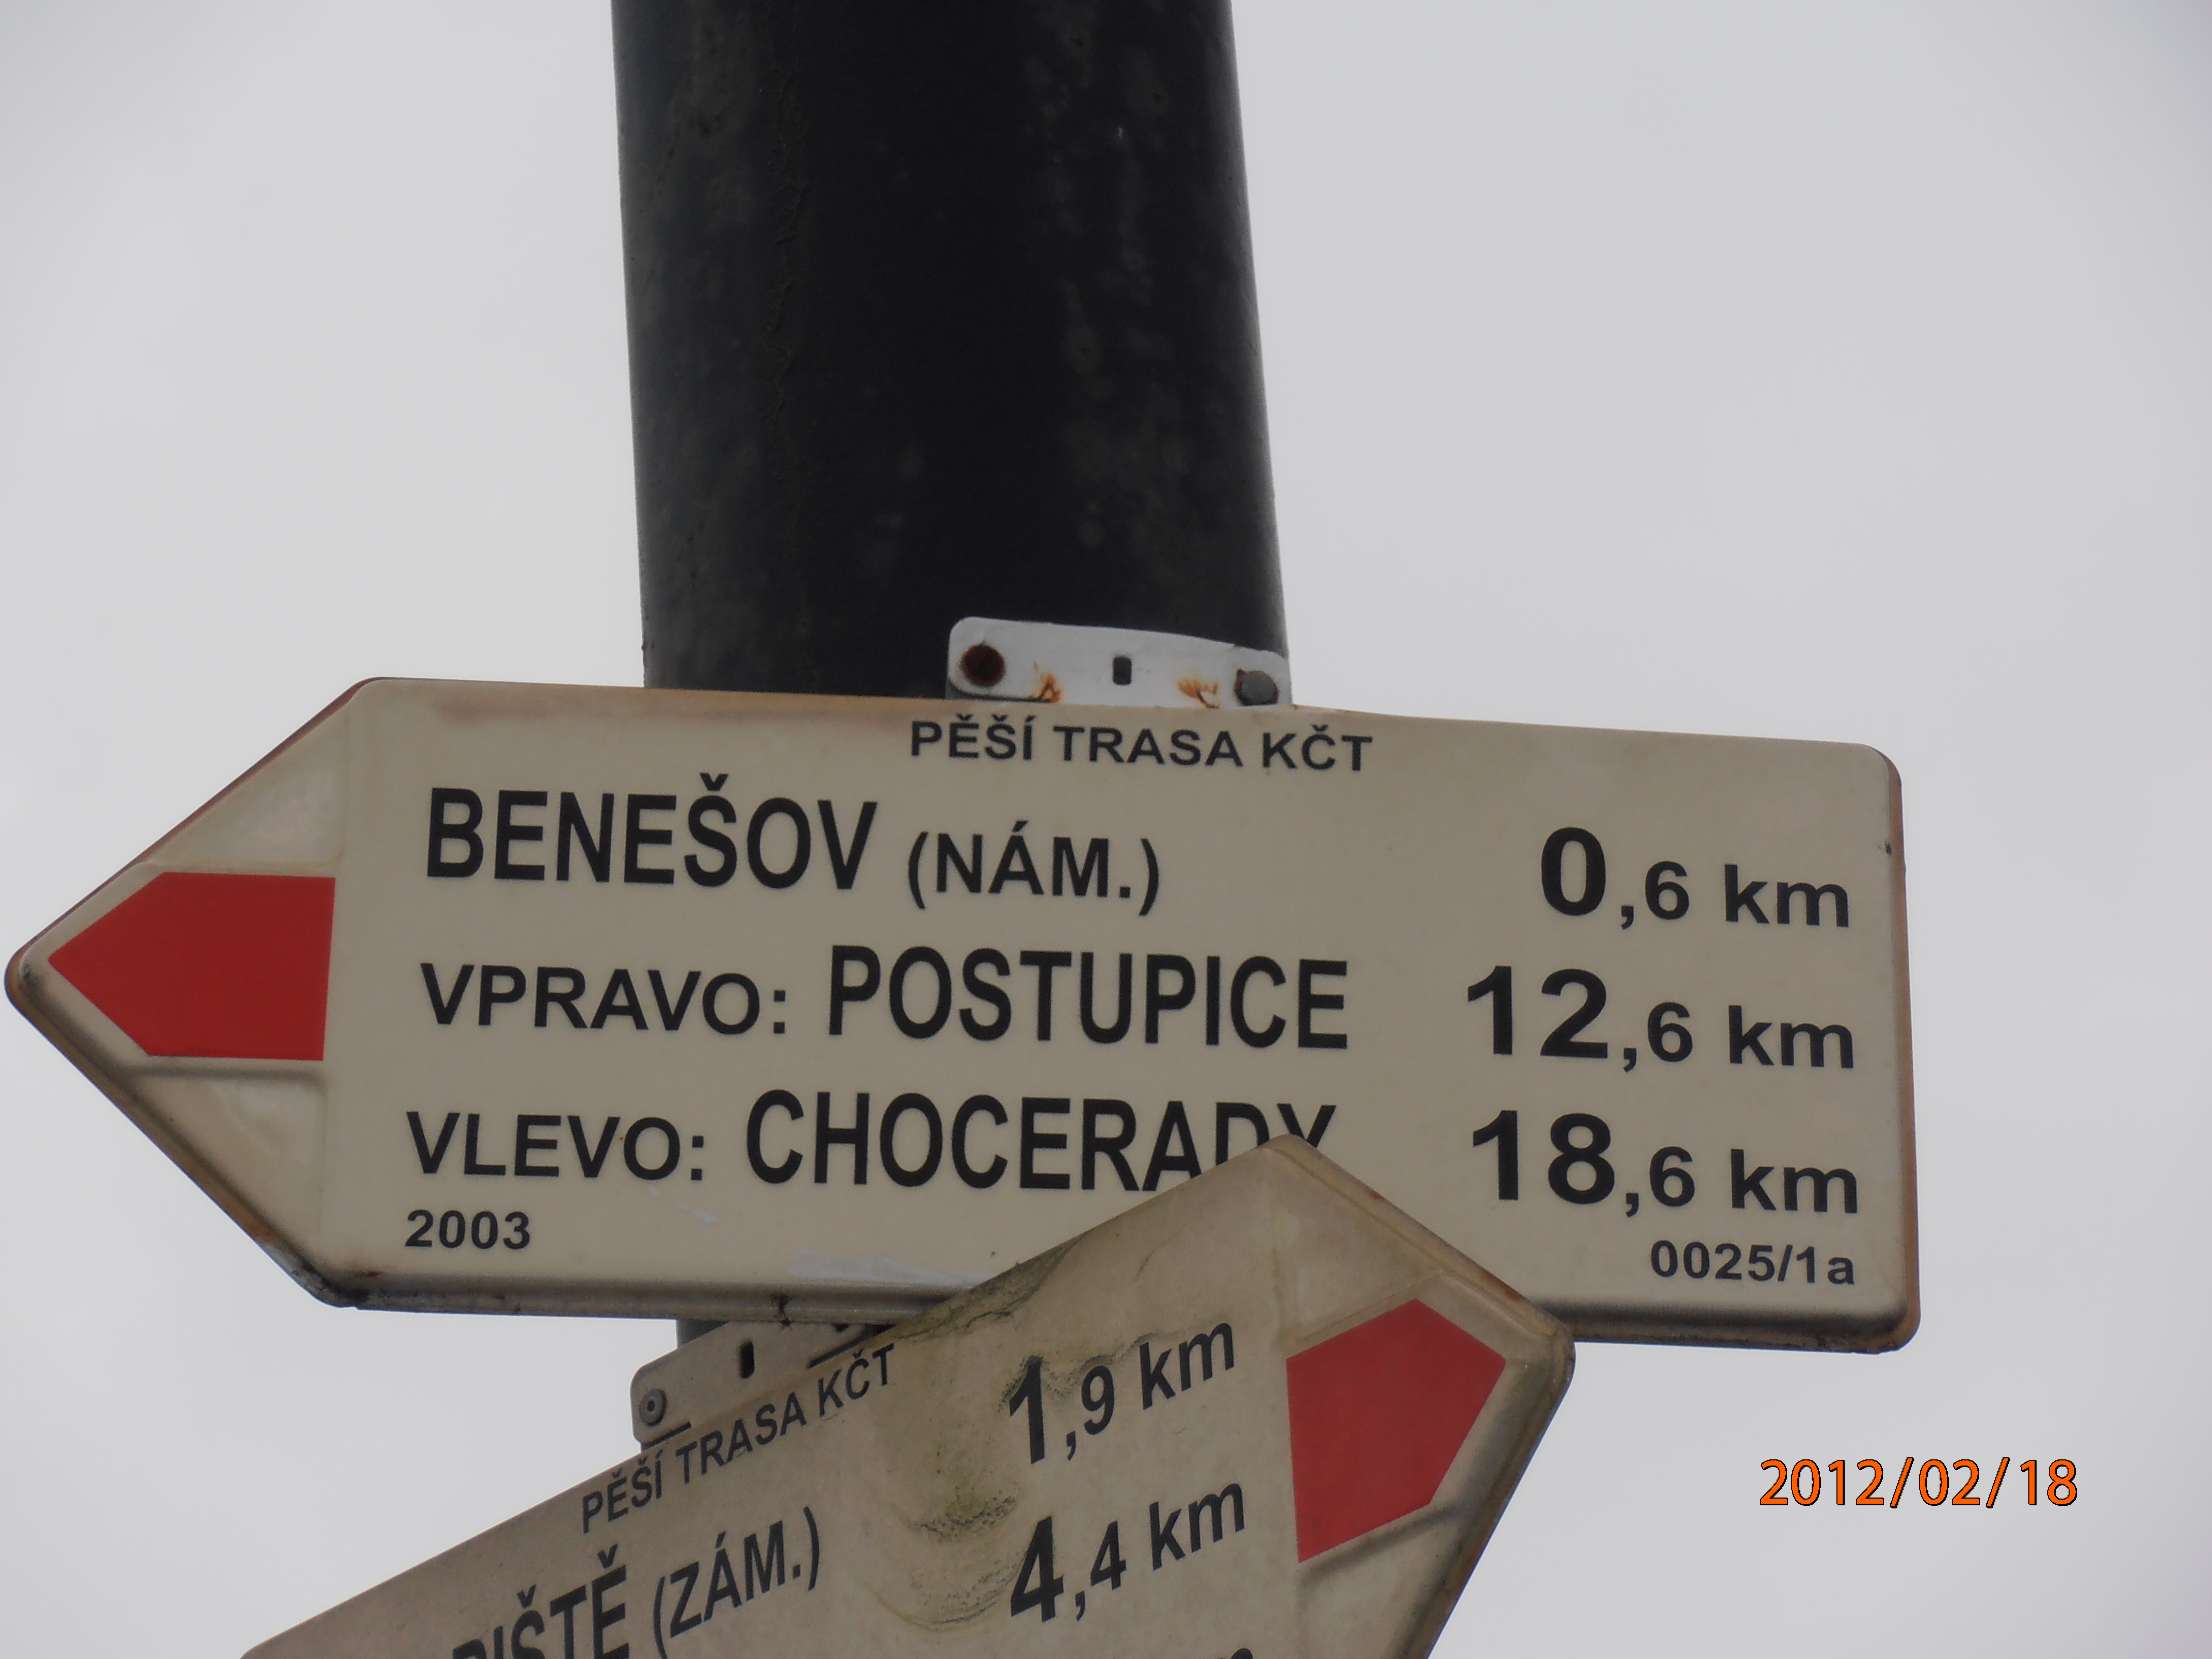 PĚŠÍ TRASA KČT
BENEŠOV (NÁM.) 0,6 km
VPRAVO: POSTUPICE 12,6 km
VLEVO: CHOCERADY 18,6 km
2003 0025/1a
PĚŠÍ TRASA KČT
1,9 km
(ZÁM.) 4,4 km
2012/02/18